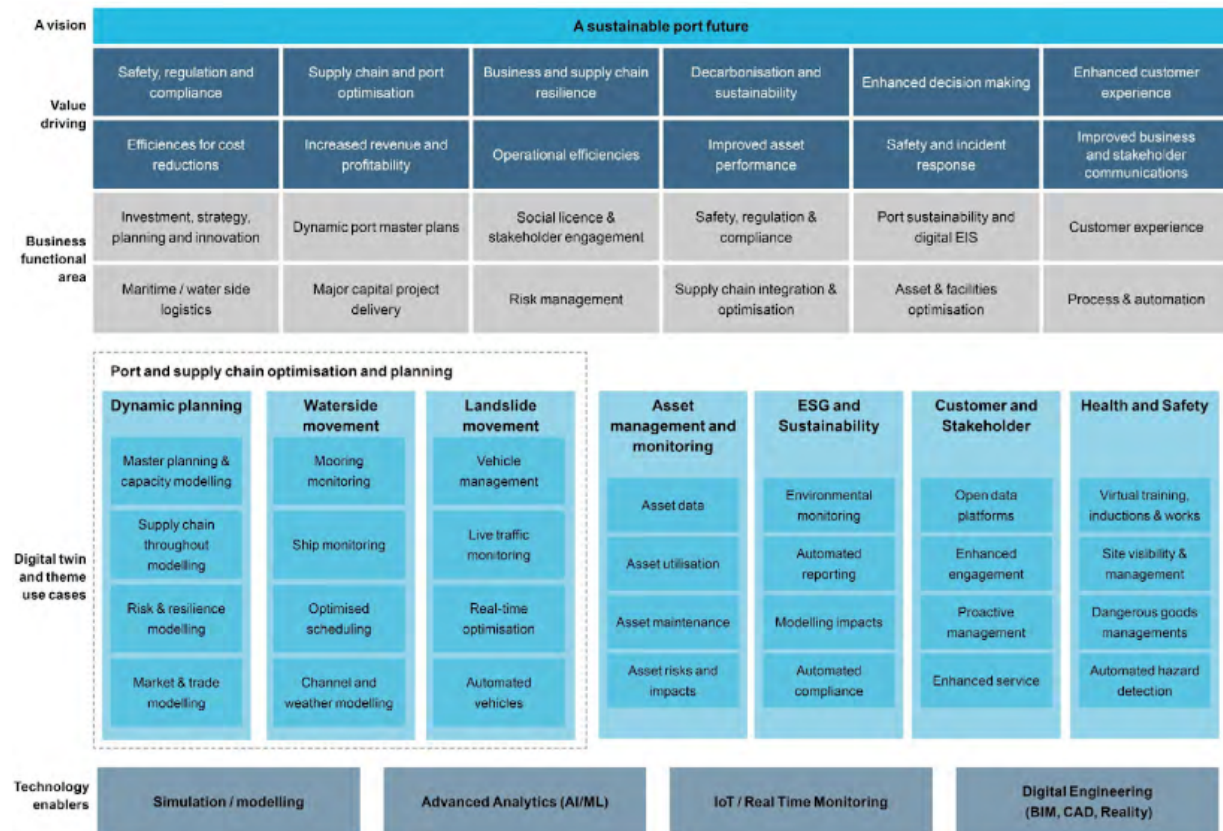 A vision
A sustainable port future
Value
driving
Safety, regulation and
compliance
Supply chain and port
optimisation
Business and supply chain
resilience
Decarbonisation and
sustainability
Enhanced decision making
Enhanced customer
experience
Efficiences for cost
reductions
Increased revenue and
profitability
Operational efficiencies
Improved asset
performance
Safety and incident
response
Improved business
and stakeholder
communications
Business
functional
area
Investment, strategy,
planning and innovation
Dynamic port master plans
Social licence &
stakeholder engagement
Safety, regulation &
compliance
Port sustainability and
digital EIS
Customer experience
Maritime / water side
logistics
Major capital project
delivery
Risk management
Supply chain integration &
optimisation
Asset & facilities
optimisation
Process & automation
Digital twin
and theme
use cases
Port and supply chain optimisation and planning
Dynamic planning
Master planning &
capacity modelling
Supply chain
throughout
modelling
Risk & resilience
modelling
Market & trade
modelling
Waterside
movement
Mooring
monitoring
Ship monitoring
Optimised
scheduling
Channel and
weather modelling
Landslide
movement
Vehicle
management
Live traffic
monitoring
Real-time
optimisation
Automated
vehicles
Asset
management and
monitoring
Asset data
Asset utilisation
Asset maintenance
Asset risks and
impacts
ESG and
Sustainability
Environmental
monitoring
Automated
reporting
Modelling impacts
Automated
compliance
Customer and
Stakeholder
Open data
platforms
Enhanced
engagement
Proactive
management
Enhanced service
Health and Safety
Virtual training,
inductions & works
Site visibility &
management
Dangerous goods
managements
Automated hazard
detection
Technology
enablers
Simulation / modelling
Advanced Analytics (AI/ML)
IoT / Real Time Monitoring
Digital Engineering
(BIM, CAD, Reality)